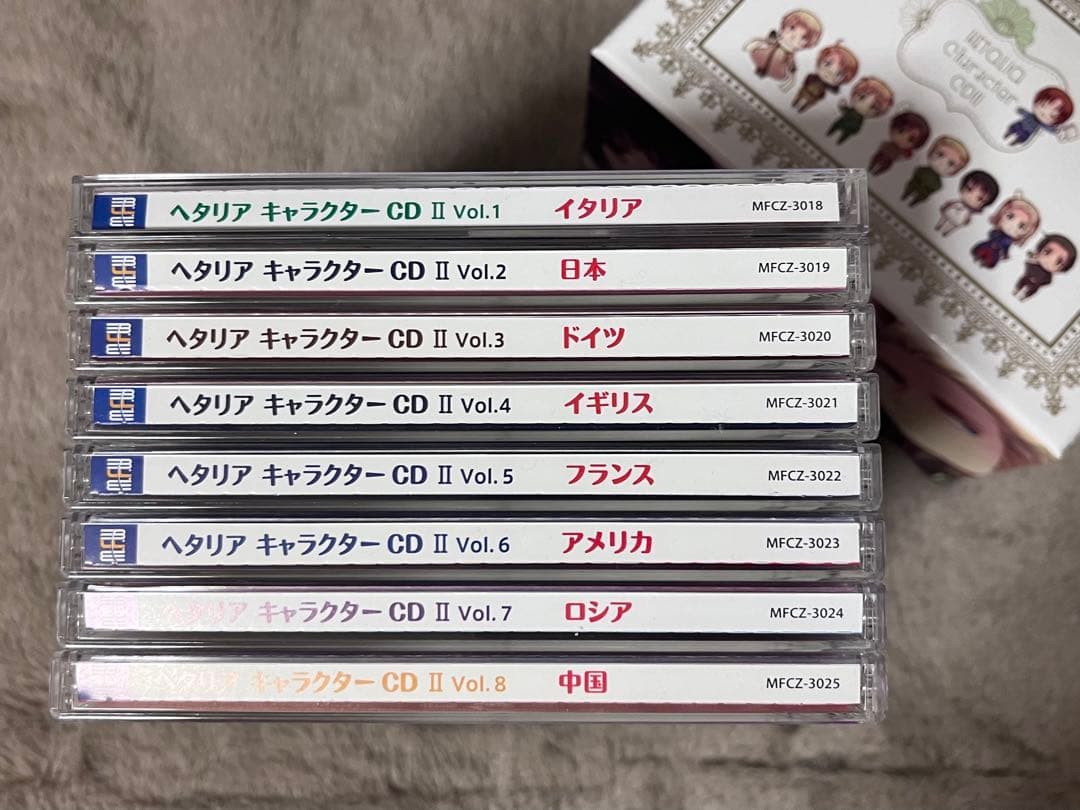 Hetalia
Character
CDII
ヘタリア キャラクター CD II Vol.1 イタリア MFCZ-3018
ヘタリア キャラクター CD II Vol.2 日本 MFCZ-3019
ヘタリア キャラクター CD II Vol.3 ドイツ MFCZ-3020
ヘタリア キャラクター CD II Vol.4 イギリス MFCZ-3021
ヘタリア キャラクター CD II Vol.5 フランス MFCZ-3022
ヘタリア キャラクター CD II Vol.6 アメリカ MFCZ-3023
ヘタリア キャラクター CD II Vol.7 ロシア MFCZ-3024
ヘタリア キャラクター CD II Vol.8 中国 MFCZ-3025